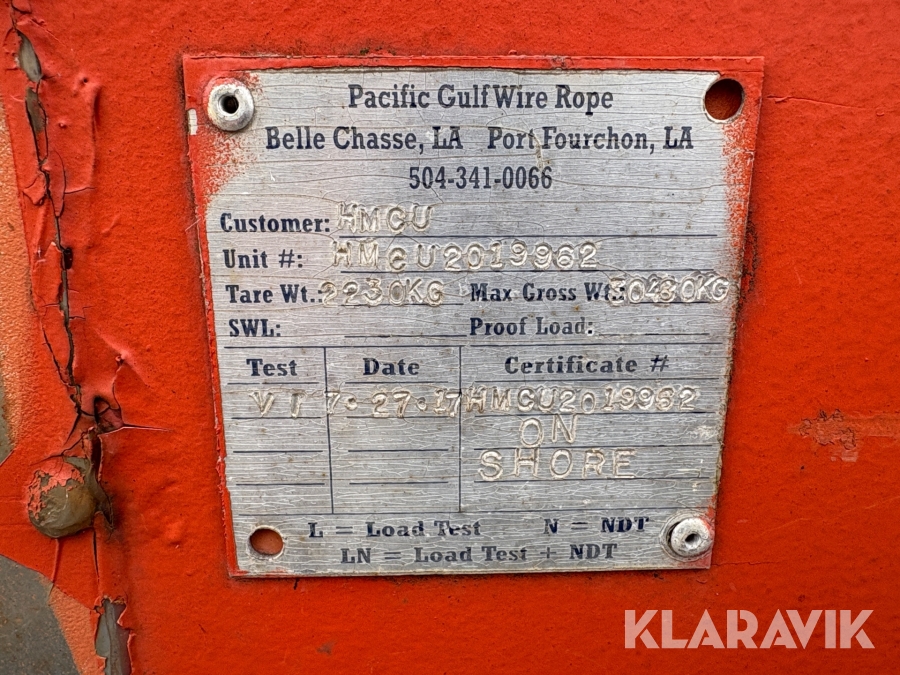 Pacific Gulf Wire Rope
Belle Chasse, LA Port Fourchon, LA
504-341-0066
Customer: HMCU
Unit #: HMCU2019962
Tare Wt.: 2230KG Max Gross Wt.: 30480KG
SWL: Proof Load:
Test Date Certificate #
VI 7.27.17 HMCU2019962
ON
SHORE
L = Load Test N = NDT
LN = Load Test + NDT
KLARAVIK